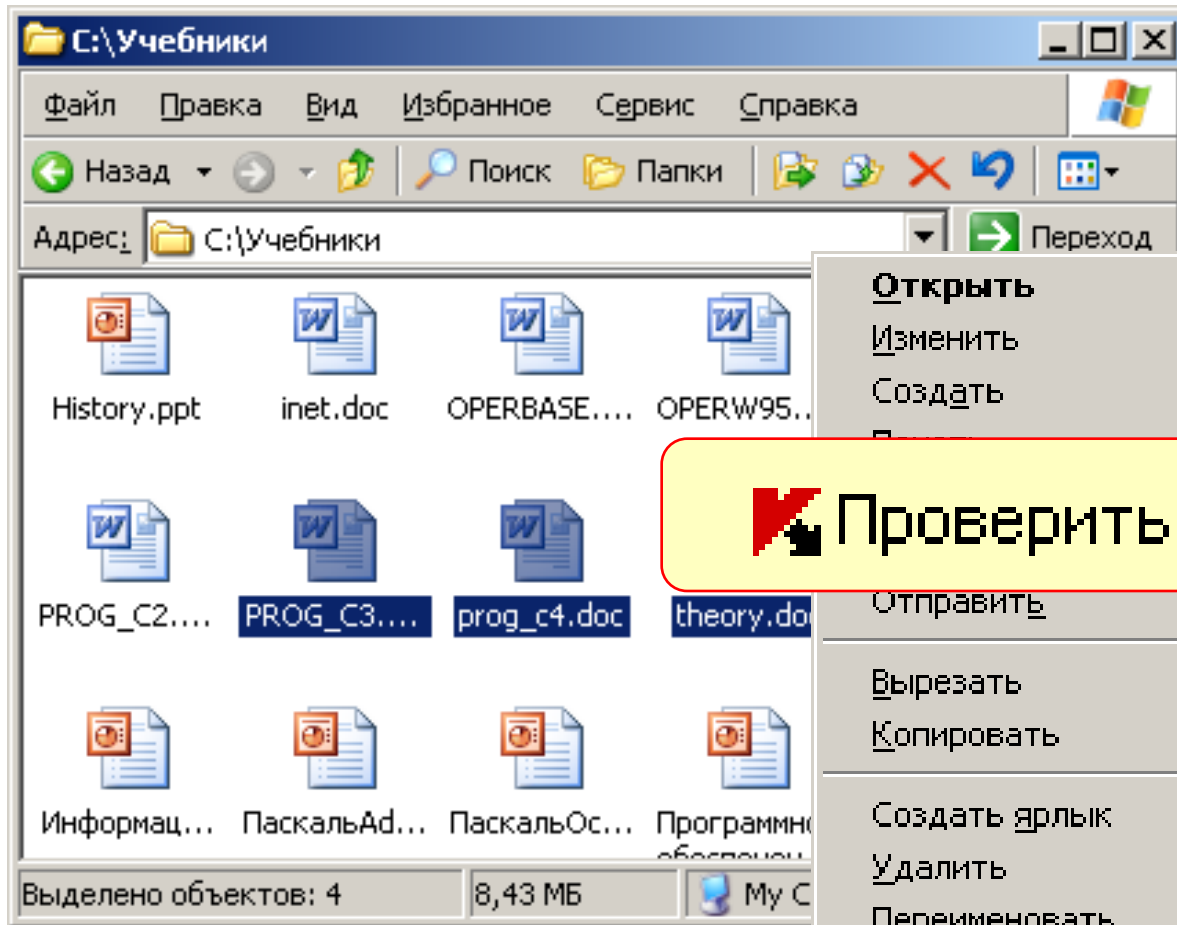 C:\Учебники
Файл Правка Вид Избранное Сервис Справка
Назад Поиск Папки
Адрес: C:\Учебники Переход
History.ppt inet.doc OPERBASE.... OPERW95..
PROG_C2.... PROG_C3.... prog_c4.doc theory.doc
Информац... ПаскальAd... ПаскальОс... Программно
Выделено объектов: 4 8,43 МБ My C
Открыть
Изменить
Создать
Проверить
Отправить
Вырезать
Копировать
Создать ярлык
Удалить
Переименовать